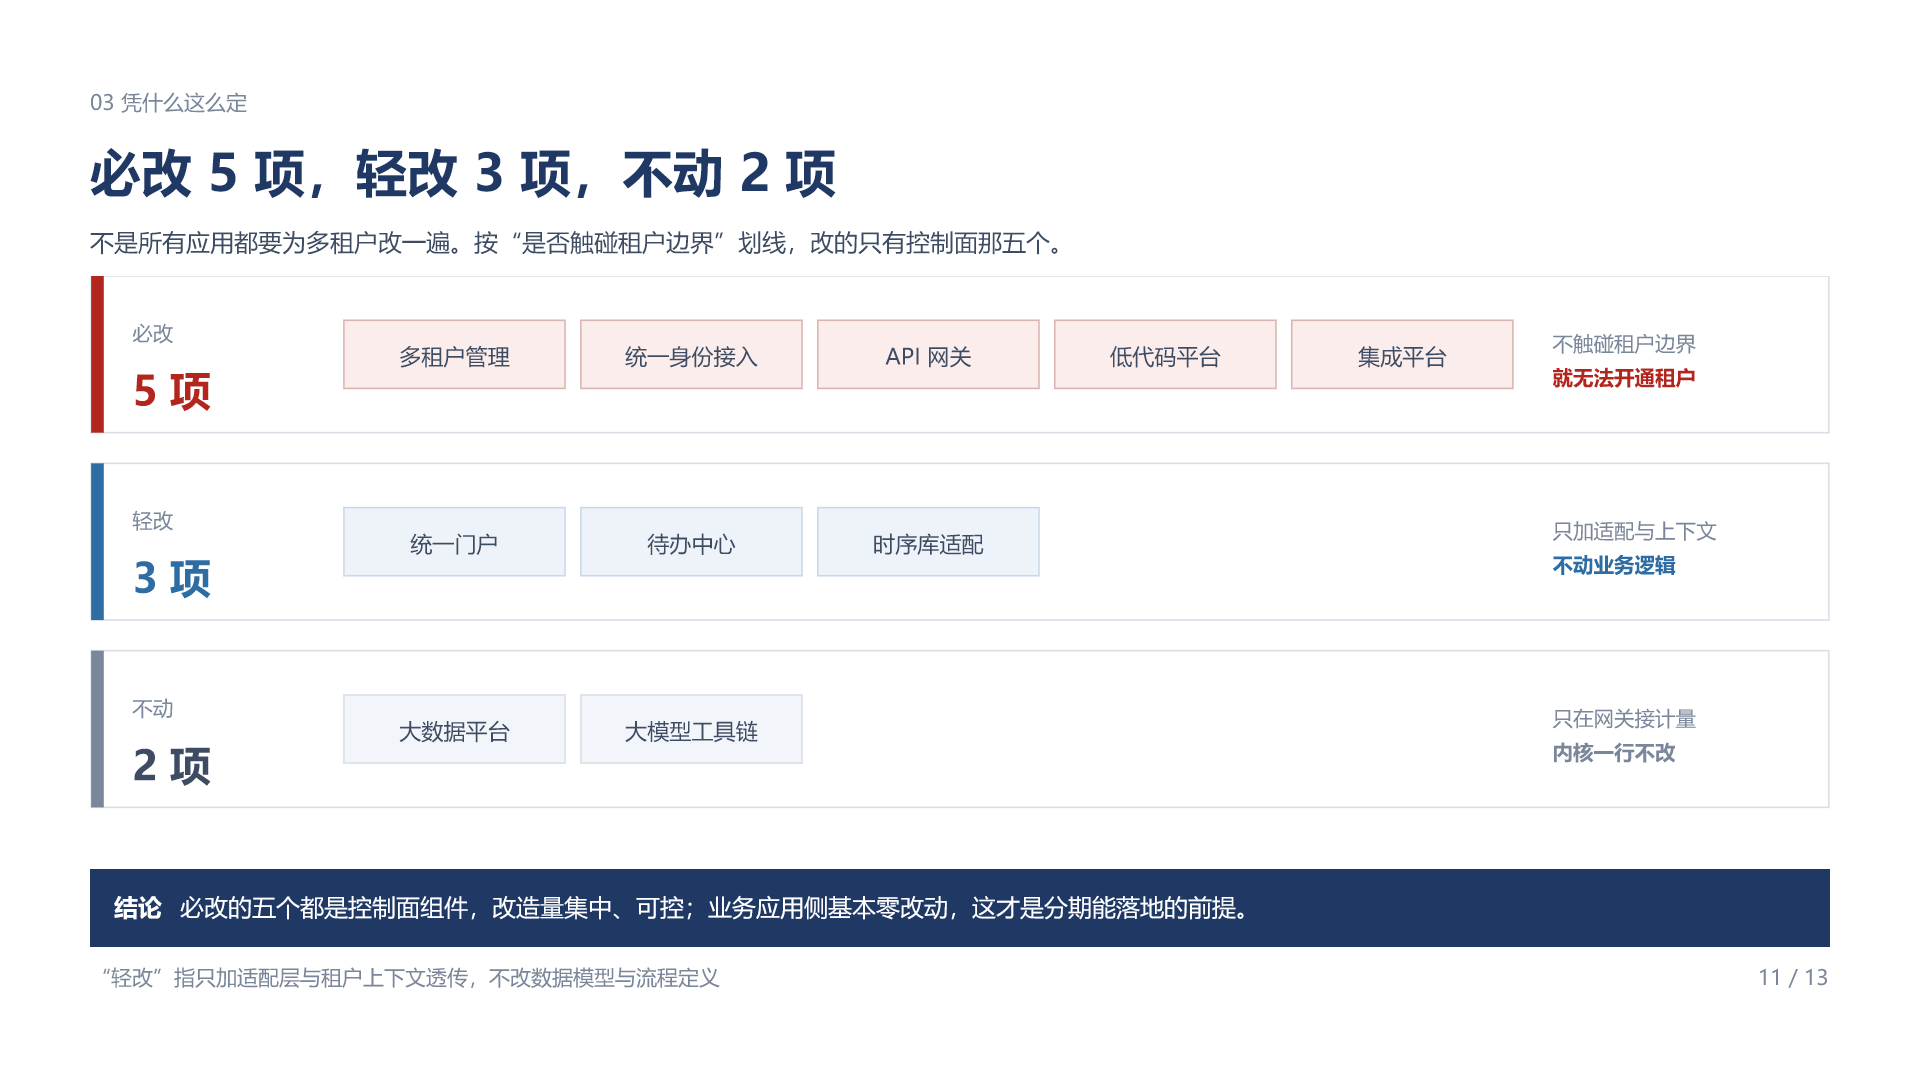 03 凭什么这么定
必改 5 项，轻改 3 项，不动 2 项
不是所有应用都要为多租户改一遍。按“是否触碰租户边界”划线，改的只有控制面那五个。
必改
5 项
多租户管理
统一身份接入
API 网关
低代码平台
集成平台
不触碰租户边界
就无法开通租户
轻改
3 项
统一门户
待办中心
时序库适配
只加适配与上下文
不动业务逻辑
不动
2 项
大数据平台
大模型工具链
只在网关接计量
内核一行不改
结论 必改的五个都是控制面组件，改造量集中、可控；业务应用侧基本零改动，这才是分期能落地的前提。
“轻改”指只加适配层与租户上下文透传，不改数据模型与流程定义
11 / 13